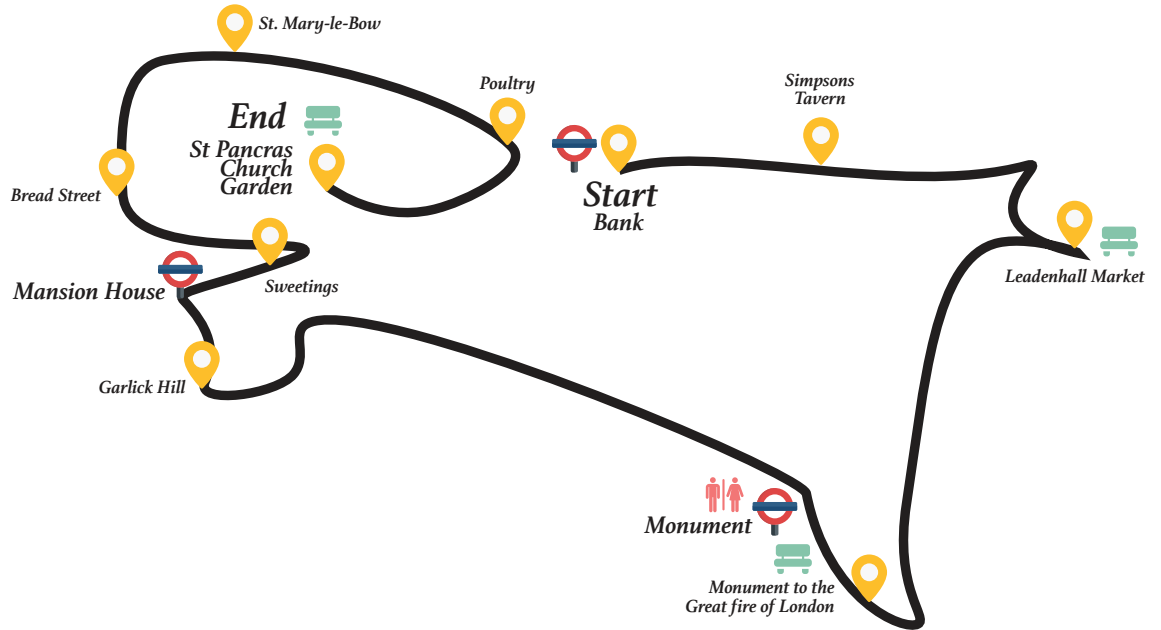 St. Mary-le-Bow
Poultry
Simpsons
Tavern
End
St Pancras
Church
Garden
Start
Bank
Bread Street
Leadenhall Market
Sweetings
Mansion House
Garlick Hill
Monument
Monument to the
Great fire of London